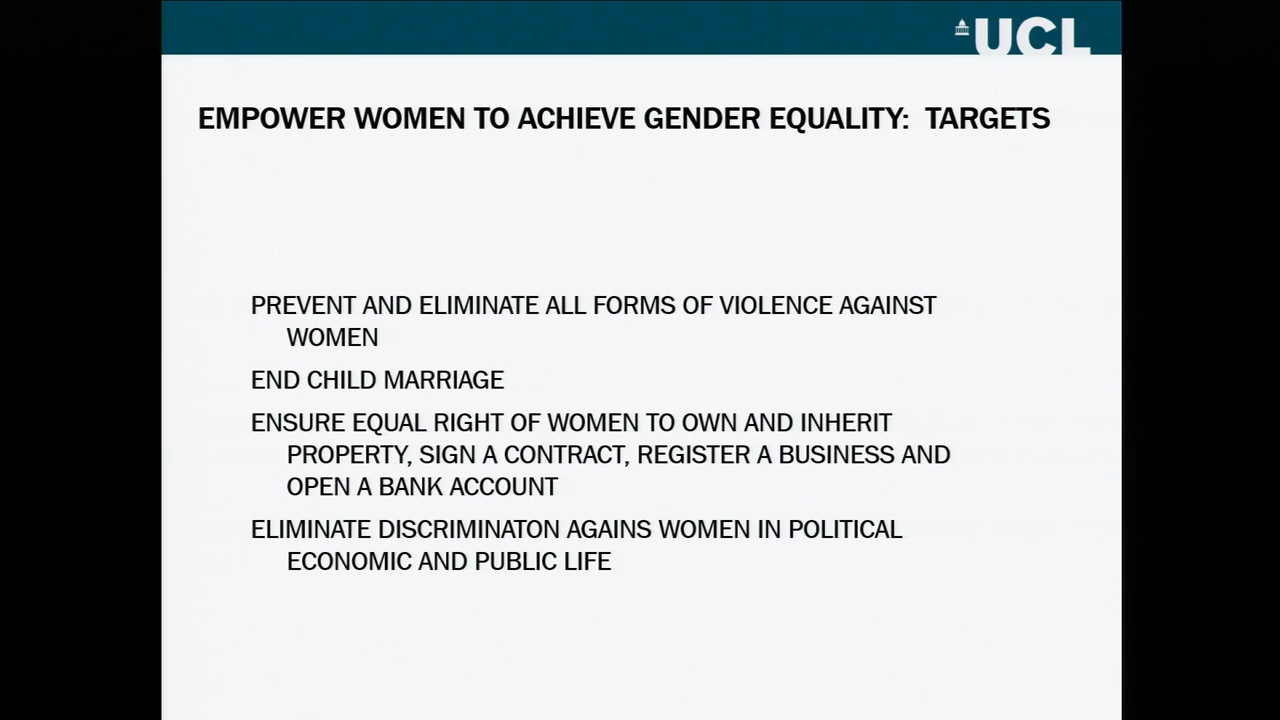 UCL
EMPOWER WOMEN TO ACHIEVE GENDER EQUALITY: TARGETS
PREVENT AND ELIMINATE ALL FORMS OF VIOLENCE AGAINST
WOMEN
END CHILD MARRIAGE
ENSURE EQUAL RIGHT OF WOMEN TO OWN AND INHERIT
PROPERTY, SIGN A CONTRACT, REGISTER A BUSINESS AND
OPEN A BANK ACCOUNT
ELIMINATE DISCRIMINATON AGAINS WOMEN IN POLITICAL
ECONOMIC AND PUBLIC LIFE